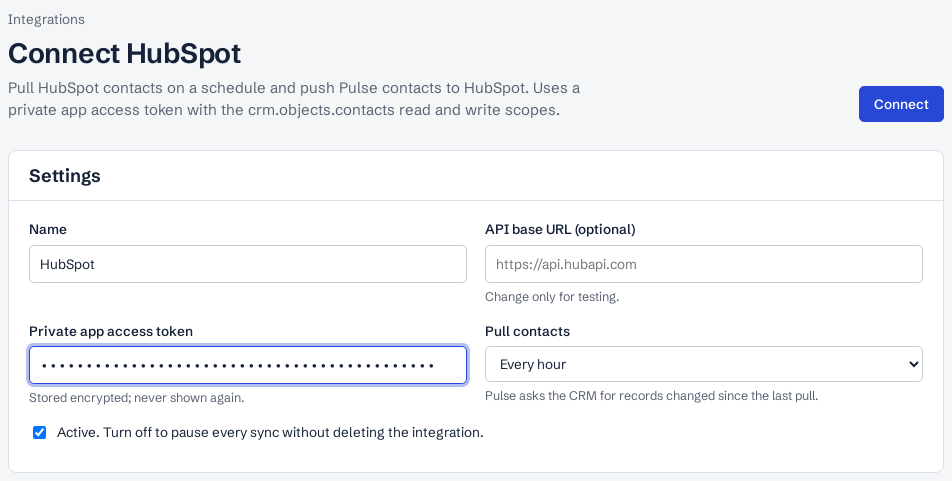 Integrations
Connect HubSpot
Pull HubSpot contacts on a schedule and push Pulse contacts to HubSpot. Uses a
private app access token with the crm.objects.contacts read and write scopes.
Connect
Settings
Name
HubSpot
API base URL (optional)
https://api.hubapi.com
Change only for testing.
Private app access token
••••••••••••••••••••••••••••••••••••••••••••
Stored encrypted; never shown again.
Pull contacts
Every hour
Pulse asks the CRM for records changed since the last pull.
Active. Turn off to pause every sync without deleting the integration.